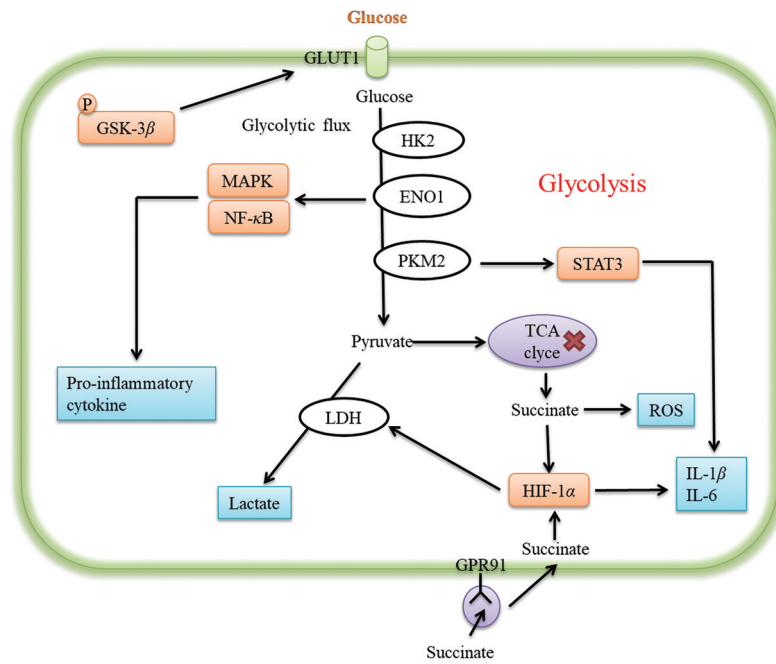 Glucose
GLUT1
Glucose
P
GSK-3β
Glycolytic flux
HK2
MAPK
NF-κB
ENO1
Glycolysis
PKM2
STAT3
Pyruvate
TCA
clyce
Pro-inflammatory
cytokine
LDH
Succinate
ROS
Lactate
HIF-1α
IL-1β
IL-6
Succinate
GPR91
Succinate